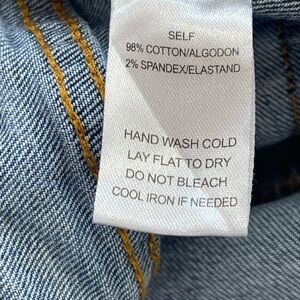 SELF
98% COTTON/ALGODON
2% SPANDEX/ELASTAND
HAND WASH COLD
LAY FLAT TO DRY
DO NOT BLEACH
COOL IRON IF NEEDED